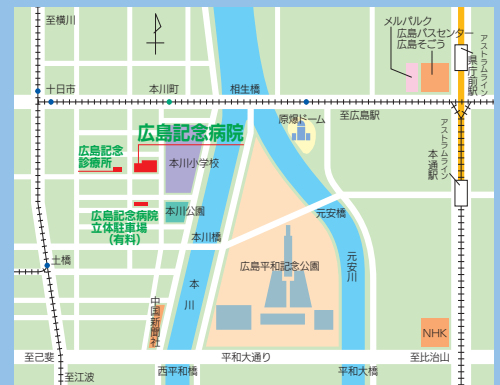 至横川
メルパルク
広島バスセンター
広島そごう
アストラムライン
県庁前駅
十日市
本川町
相生橋
原爆ドーム
至広島駅
アストラムライン
本通駅
広島記念病院
広島記念
診療所
本川小学校
広島記念病院
立体駐車場
(有料)
本川公園
元安橋
本川橋
土橋
広島平和記念公園
元安川
本川
中国新聞社
NHK
至己斐
平和大通り
至比治山
至江波
西平和橋
平和大橋